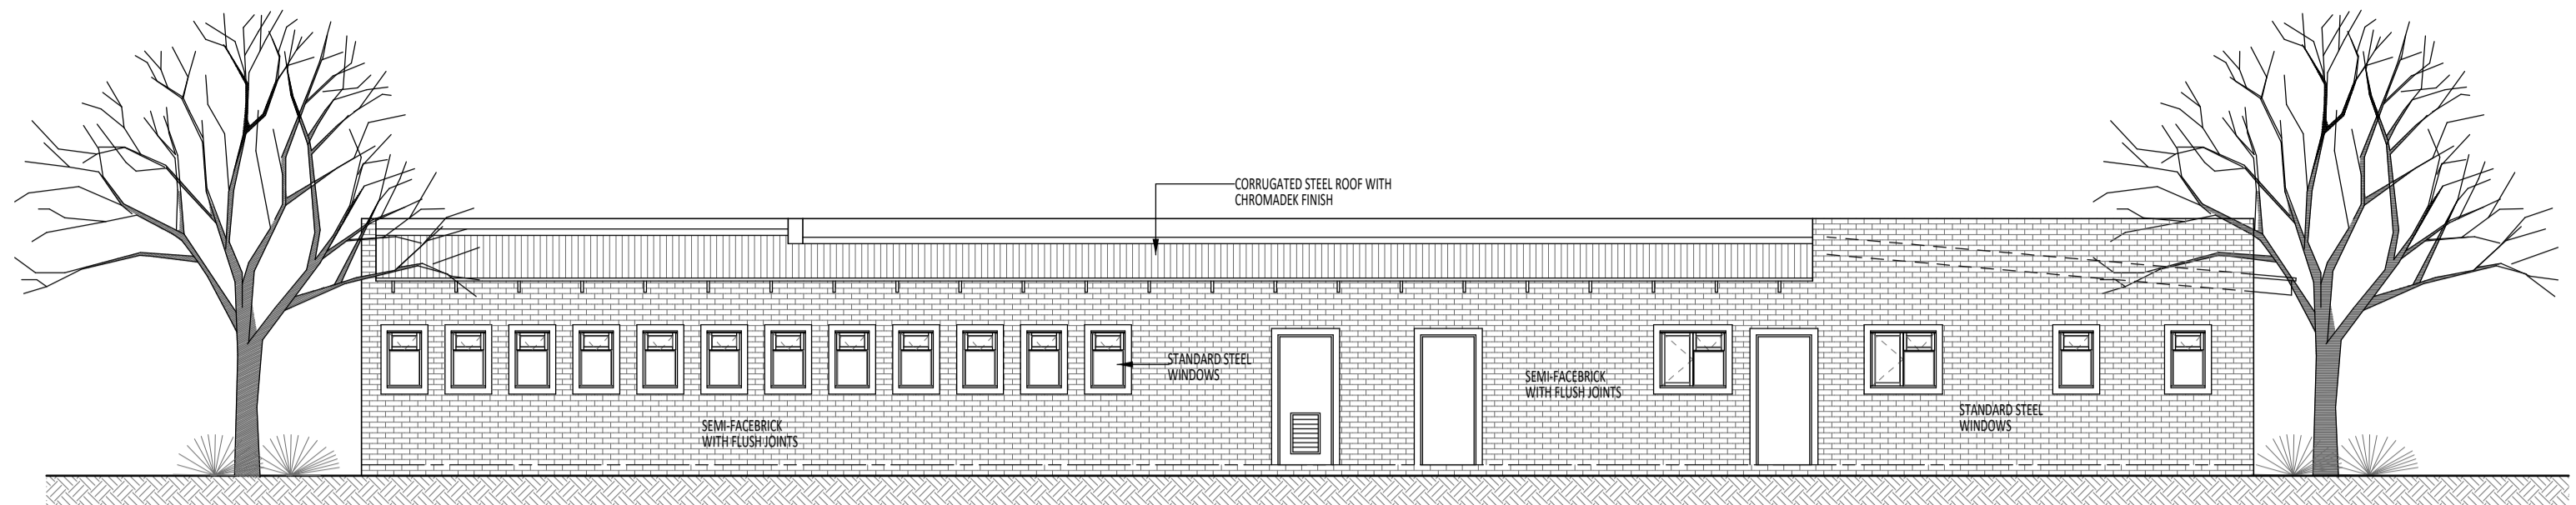 CORRUGATED STEEL ROOF WITH
CHROMADEK FINISH
STANDARD STEEL
WINDOWS
SEMI-FACEBRICK
WITH FLUSH JOINTS
SEMI-FACEBRICK
WITH FLUSH JOINTS
STANDARD STEEL
WINDOWS